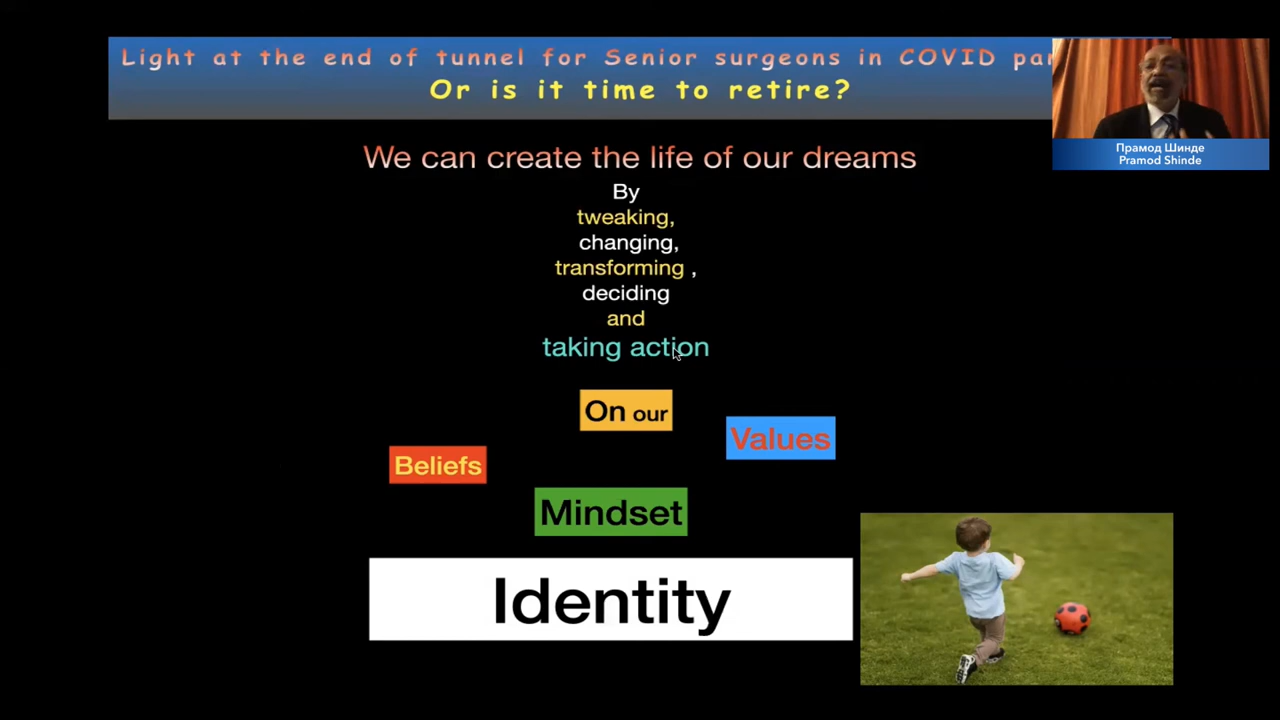 Light at the end of tunnel for Senior surgeons in COVID
Or is it time to retire?
Прамод Шинде
Pramod Shinde
We can create the life of our dreams
By
tweaking,
changing,
transforming ,
deciding
and
taking action
On our
Values
Beliefs
Mindset
Identity